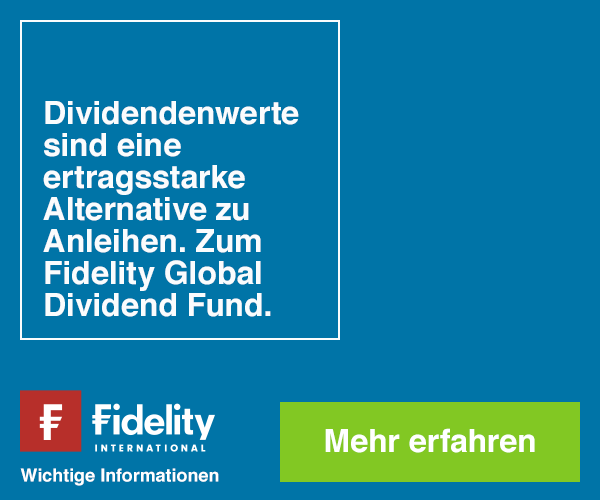 Dividendenwerte
sind eine
ertragsstarke
Alternative zu
Anleihen. Zum
Fidelity Global
Dividend Fund.
Fidelity
INTERNATIONAL
Wichtige Informationen
Mehr erfahren